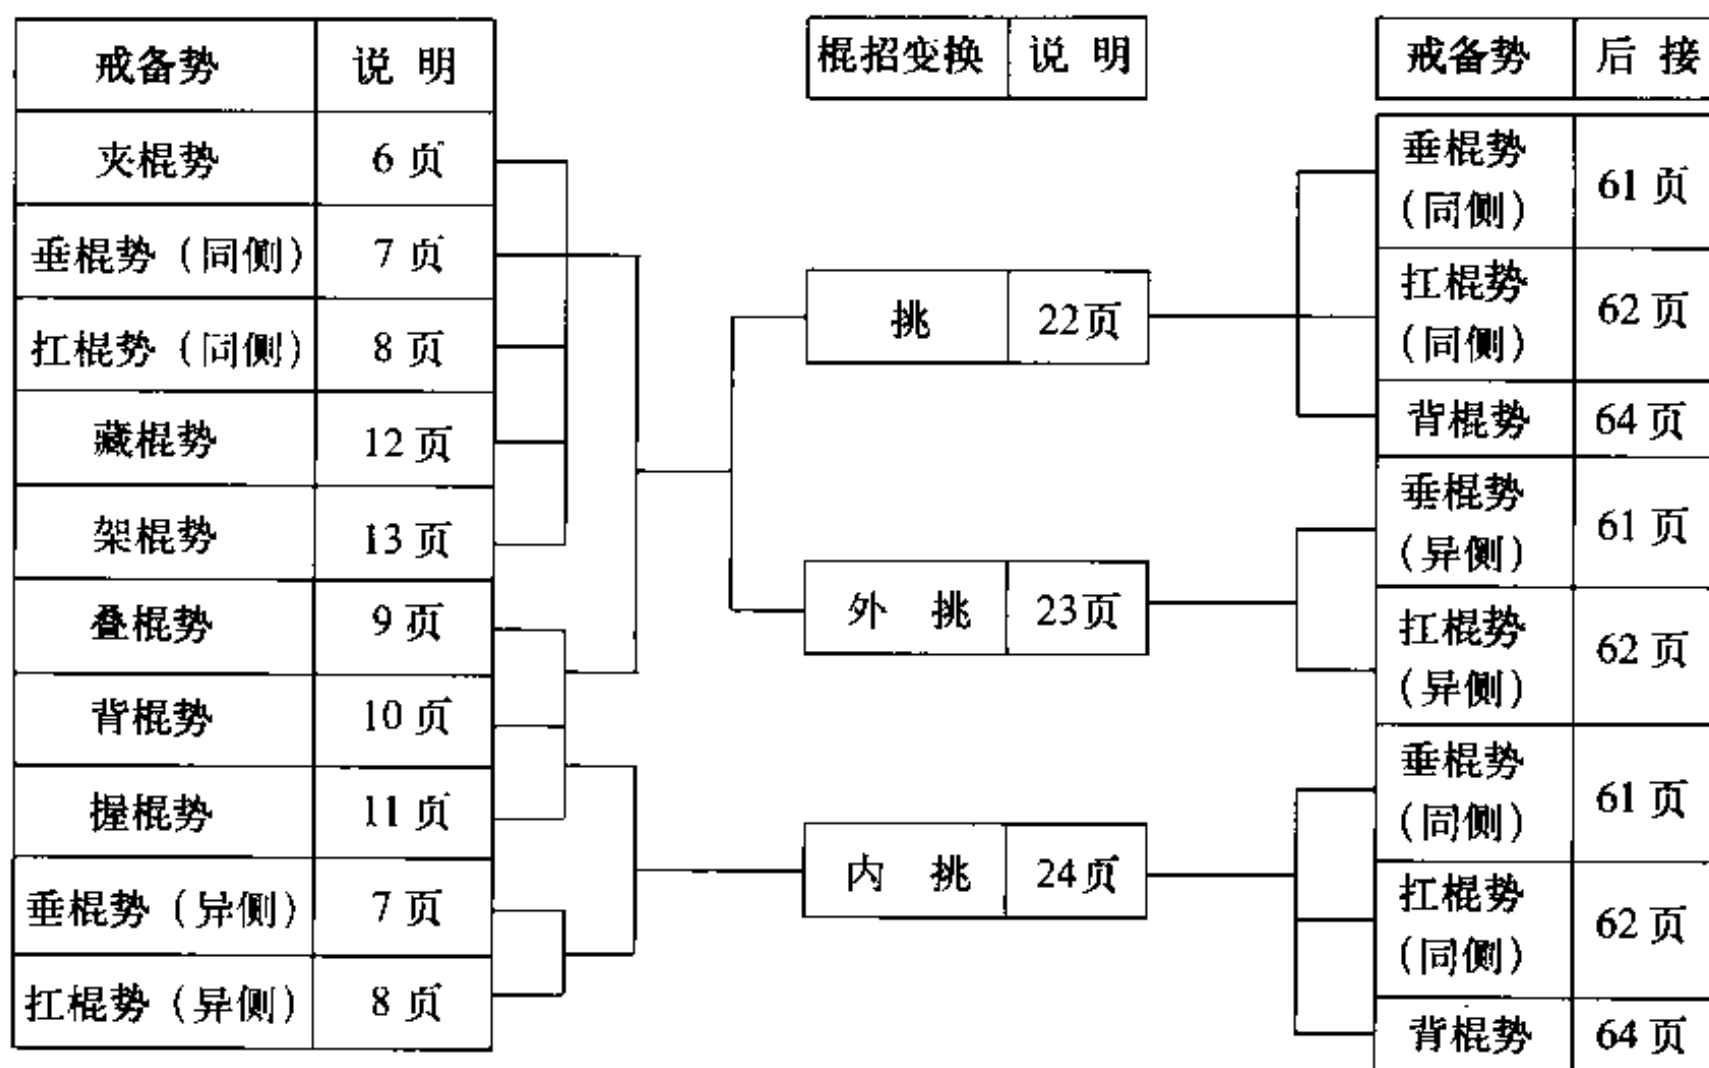 戒备势 说 明
夹棍势 6 页
垂棍势（同侧） 7 页
扛棍势（同侧） 8 页
藏棍势 12 页
架棍势 13 页
叠棍势 9 页
背棍势 10 页
握棍势 11 页
垂棍势（异侧） 7 页
扛棍势（异侧） 8 页
棍招变换 说 明
挑 22页
外 挑 23页
内 挑 24页
戒备势 后 接
垂棍势
（同侧） 61 页
扛棍势
（同侧） 62 页
背棍势 64 页
垂棍势
（异侧） 61 页
扛棍势
（异侧） 62 页
垂棍势
（同侧） 61 页
扛棍势
（同侧） 62 页
背棍势 64 页